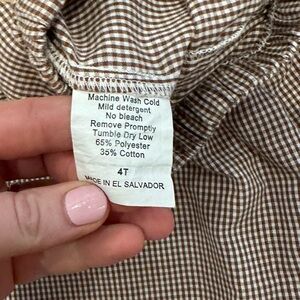 Machine Wash Cold
Mild detergent
No bleach
Remove Promptly
Tumble Dry Low
65% Polyester
35% Cotton
4T
MADE IN EL SALVADOR